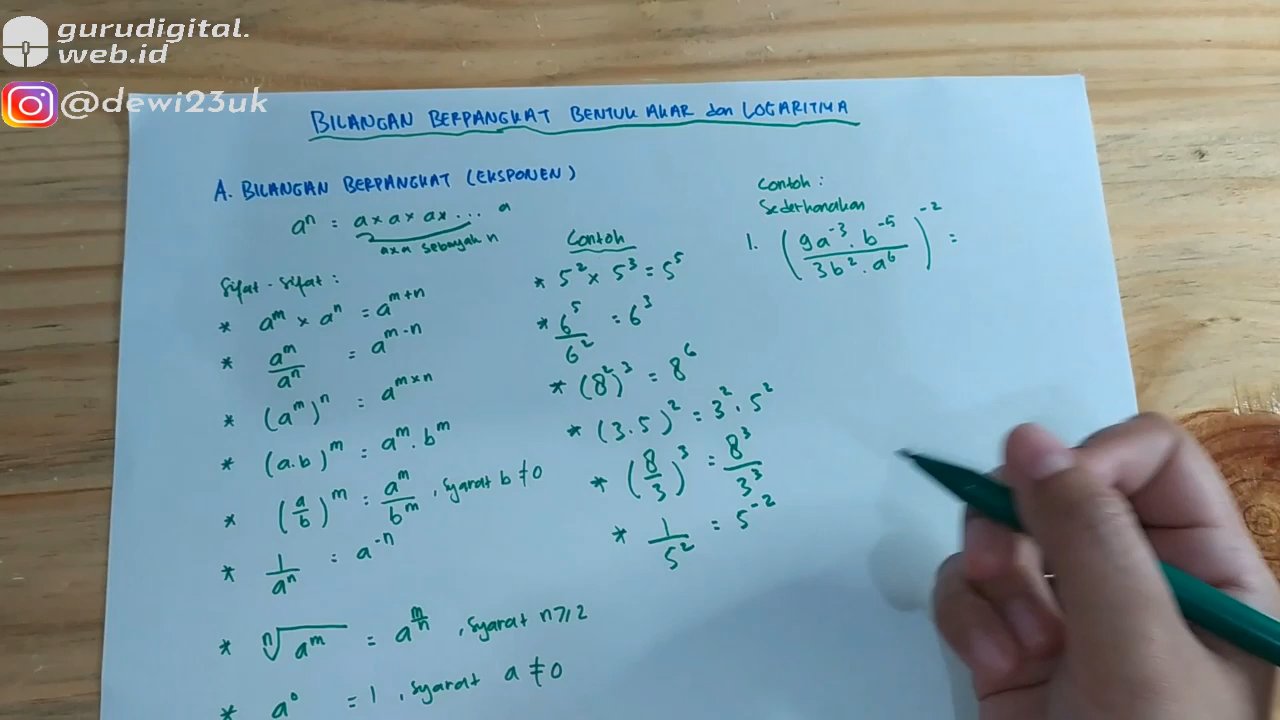 gurudigital.
web.id
@dewi23uk
BILANGAN BERPANGKAT BENTUK AKAR dan LOGARITMA
A. BILANGAN BERPANGKAT (EKSPONEN)
aⁿ = a x a x a x ... a
axa sebanyak n
Sifat-sifat :
* aᵐ x aⁿ = aᵐ⁺ⁿ
* aᵐ/aⁿ = aᵐ⁻ⁿ
* (aᵐ)ⁿ = aᵐˣⁿ
* (a.b)ᵐ = aᵐ . bᵐ
* (a/b)ᵐ = aᵐ/bᵐ , syarat b ≠ 0
* 1/aⁿ = a⁻ⁿ
* ⁿ√aᵐ = a^(m/n) , syarat n ≥ 2
* a⁰ = 1 , syarat a ≠ 0
Contoh
* 5² x 5³ = 5⁵
* 6⁵/6² = 6³
* (8²)³ = 8⁶
* (3.5)² = 3² . 5²
* (8/3)³ = 8³/3³
* 1/5² = 5⁻²
Contoh :
Sederhanakan
1. (9a⁻³ . b⁻⁵ / 3b² . a⁶)⁻² =